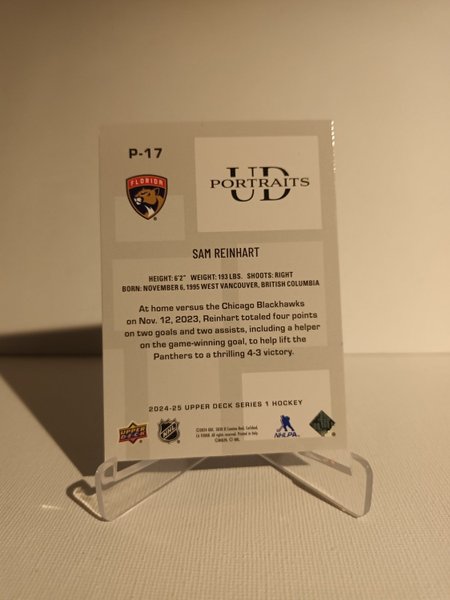 P-17
FLORIDA
UD
PORTRAITS
SAM REINHART
HEIGHT: 6'2" WEIGHT: 193 LBS. SHOOTS: RIGHT
BORN: NOVEMBER 6, 1995 WEST VANCOUVER, BRITISH COLUMBIA
At home versus the Chicago Blackhawks
on Nov. 12, 2023, Reinhart totaled four points
on two goals and two assists, including a helper
on the game-winning goal, to help lift the
Panthers to a thrilling 4-3 victory.
2024-25 UPPER DECK SERIES 1 HOCKEY
UPPER DECK
NHL
NHLPA